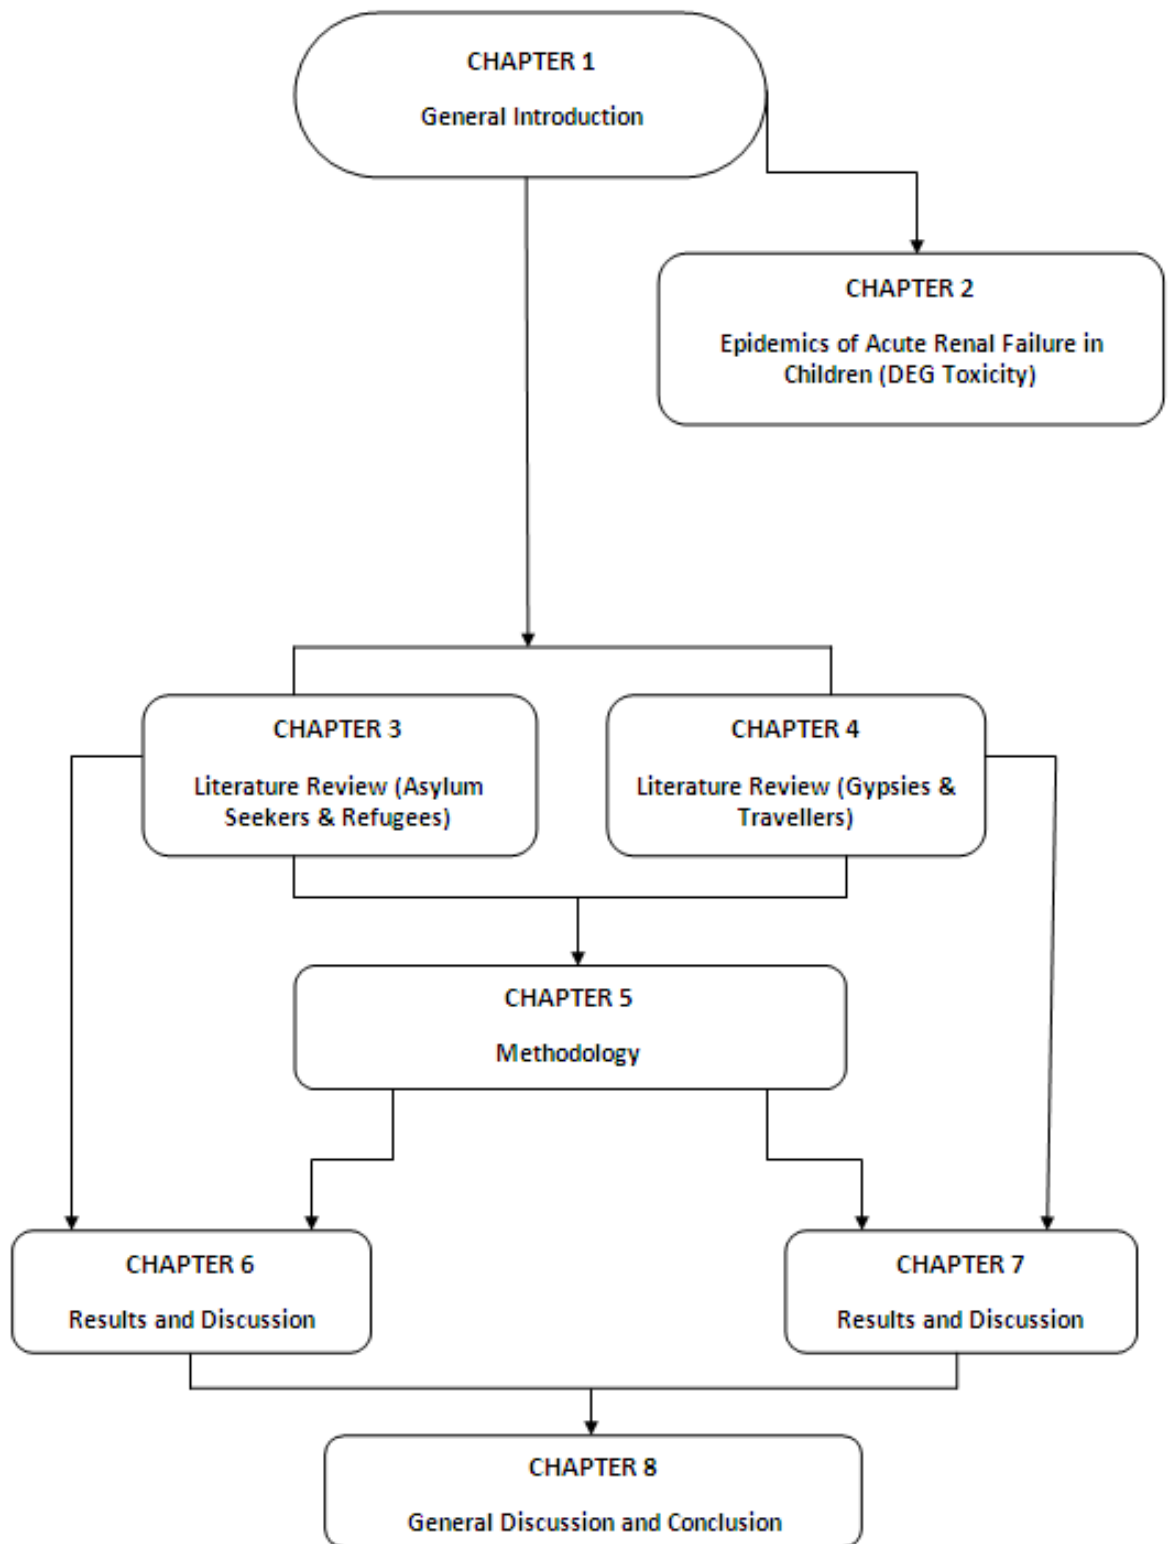 CHAPTER 1
General Introduction
CHAPTER 2
Epidemics of Acute Renal Failure in
Children (DEG Toxicity)
CHAPTER 3
Literature Review (Asylum
Seekers & Refugees)
CHAPTER 4
Literature Review (Gypsies &
Travellers)
CHAPTER 5
Methodology
CHAPTER 6
Results and Discussion
CHAPTER 7
Results and Discussion
CHAPTER 8
General Discussion and Conclusion